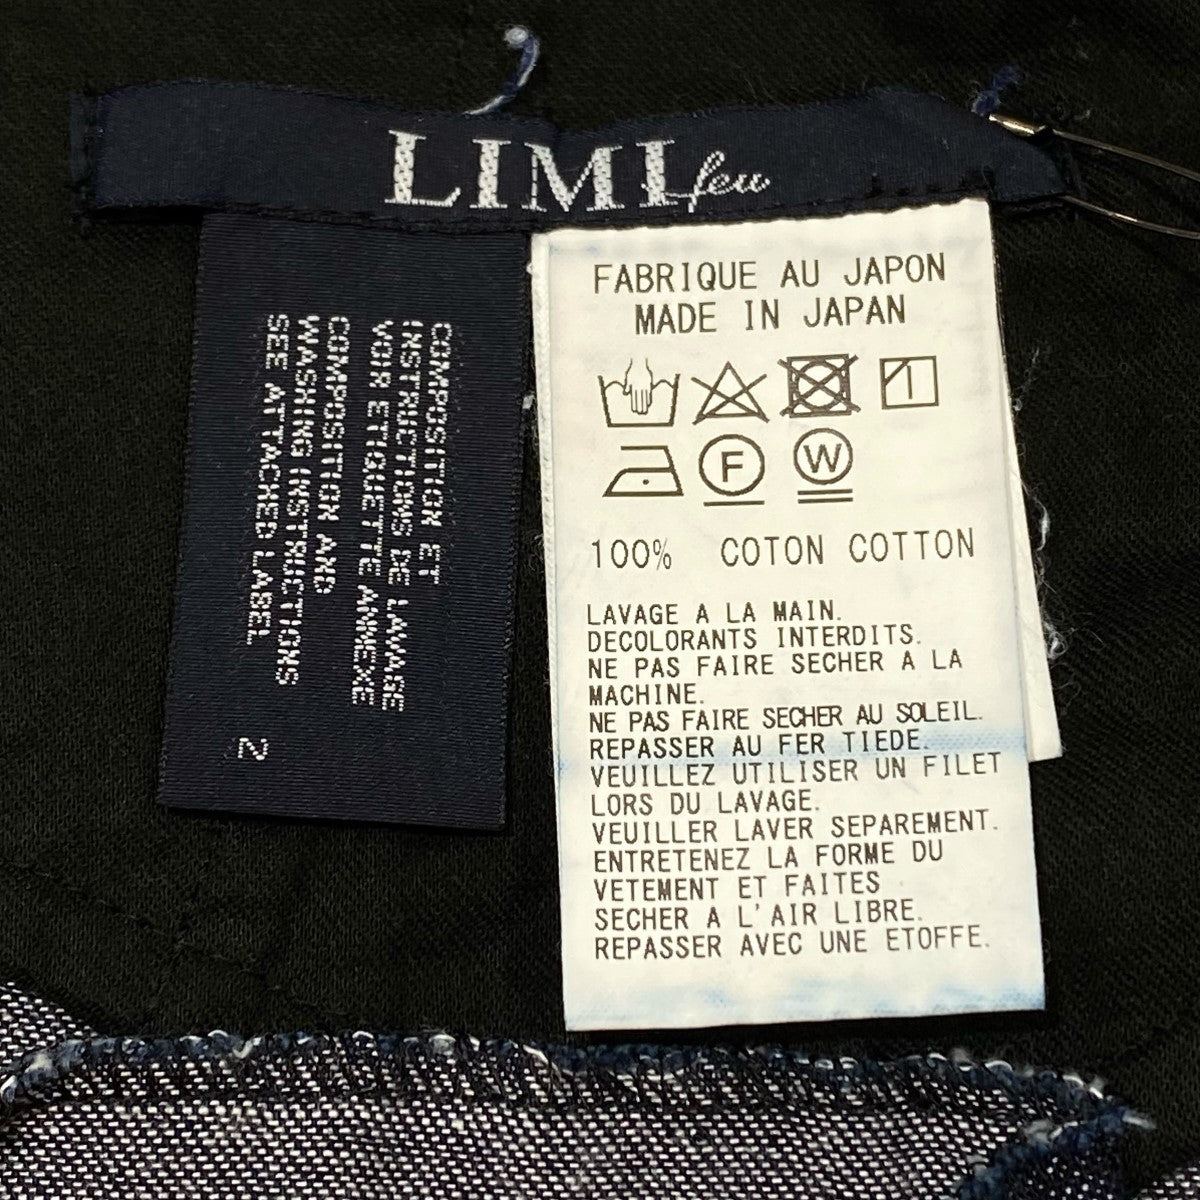 LIMI feu
COMPOSITION ET
INSTRUCTIONS DE LAVAGE
VOIR ETIQUETTE ANNEXE
COMPOSITION AND
WASHING INSTRUCTIONS
SEE ATTACHED LABEL
2
FABRIQUE AU JAPON
MADE IN JAPAN
F W
100% COTON COTTON
LAVAGE A LA MAIN.
DECOLORANTS INTERDITS.
NE PAS FAIRE SECHER A LA
MACHINE.
NE PAS FAIRE SECHER AU SOLEIL.
REPASSER AU FER TIEDE.
VEUILLEZ UTILISER UN FILET
LORS DU LAVAGE.
VEUILLER LAVER SEPAREMENT.
ENTRETENEZ LA FORME DU
VETEMENT ET FAITES
SECHER A L'AIR LIBRE.
REPASSER AVEC UNE ETOFFE.